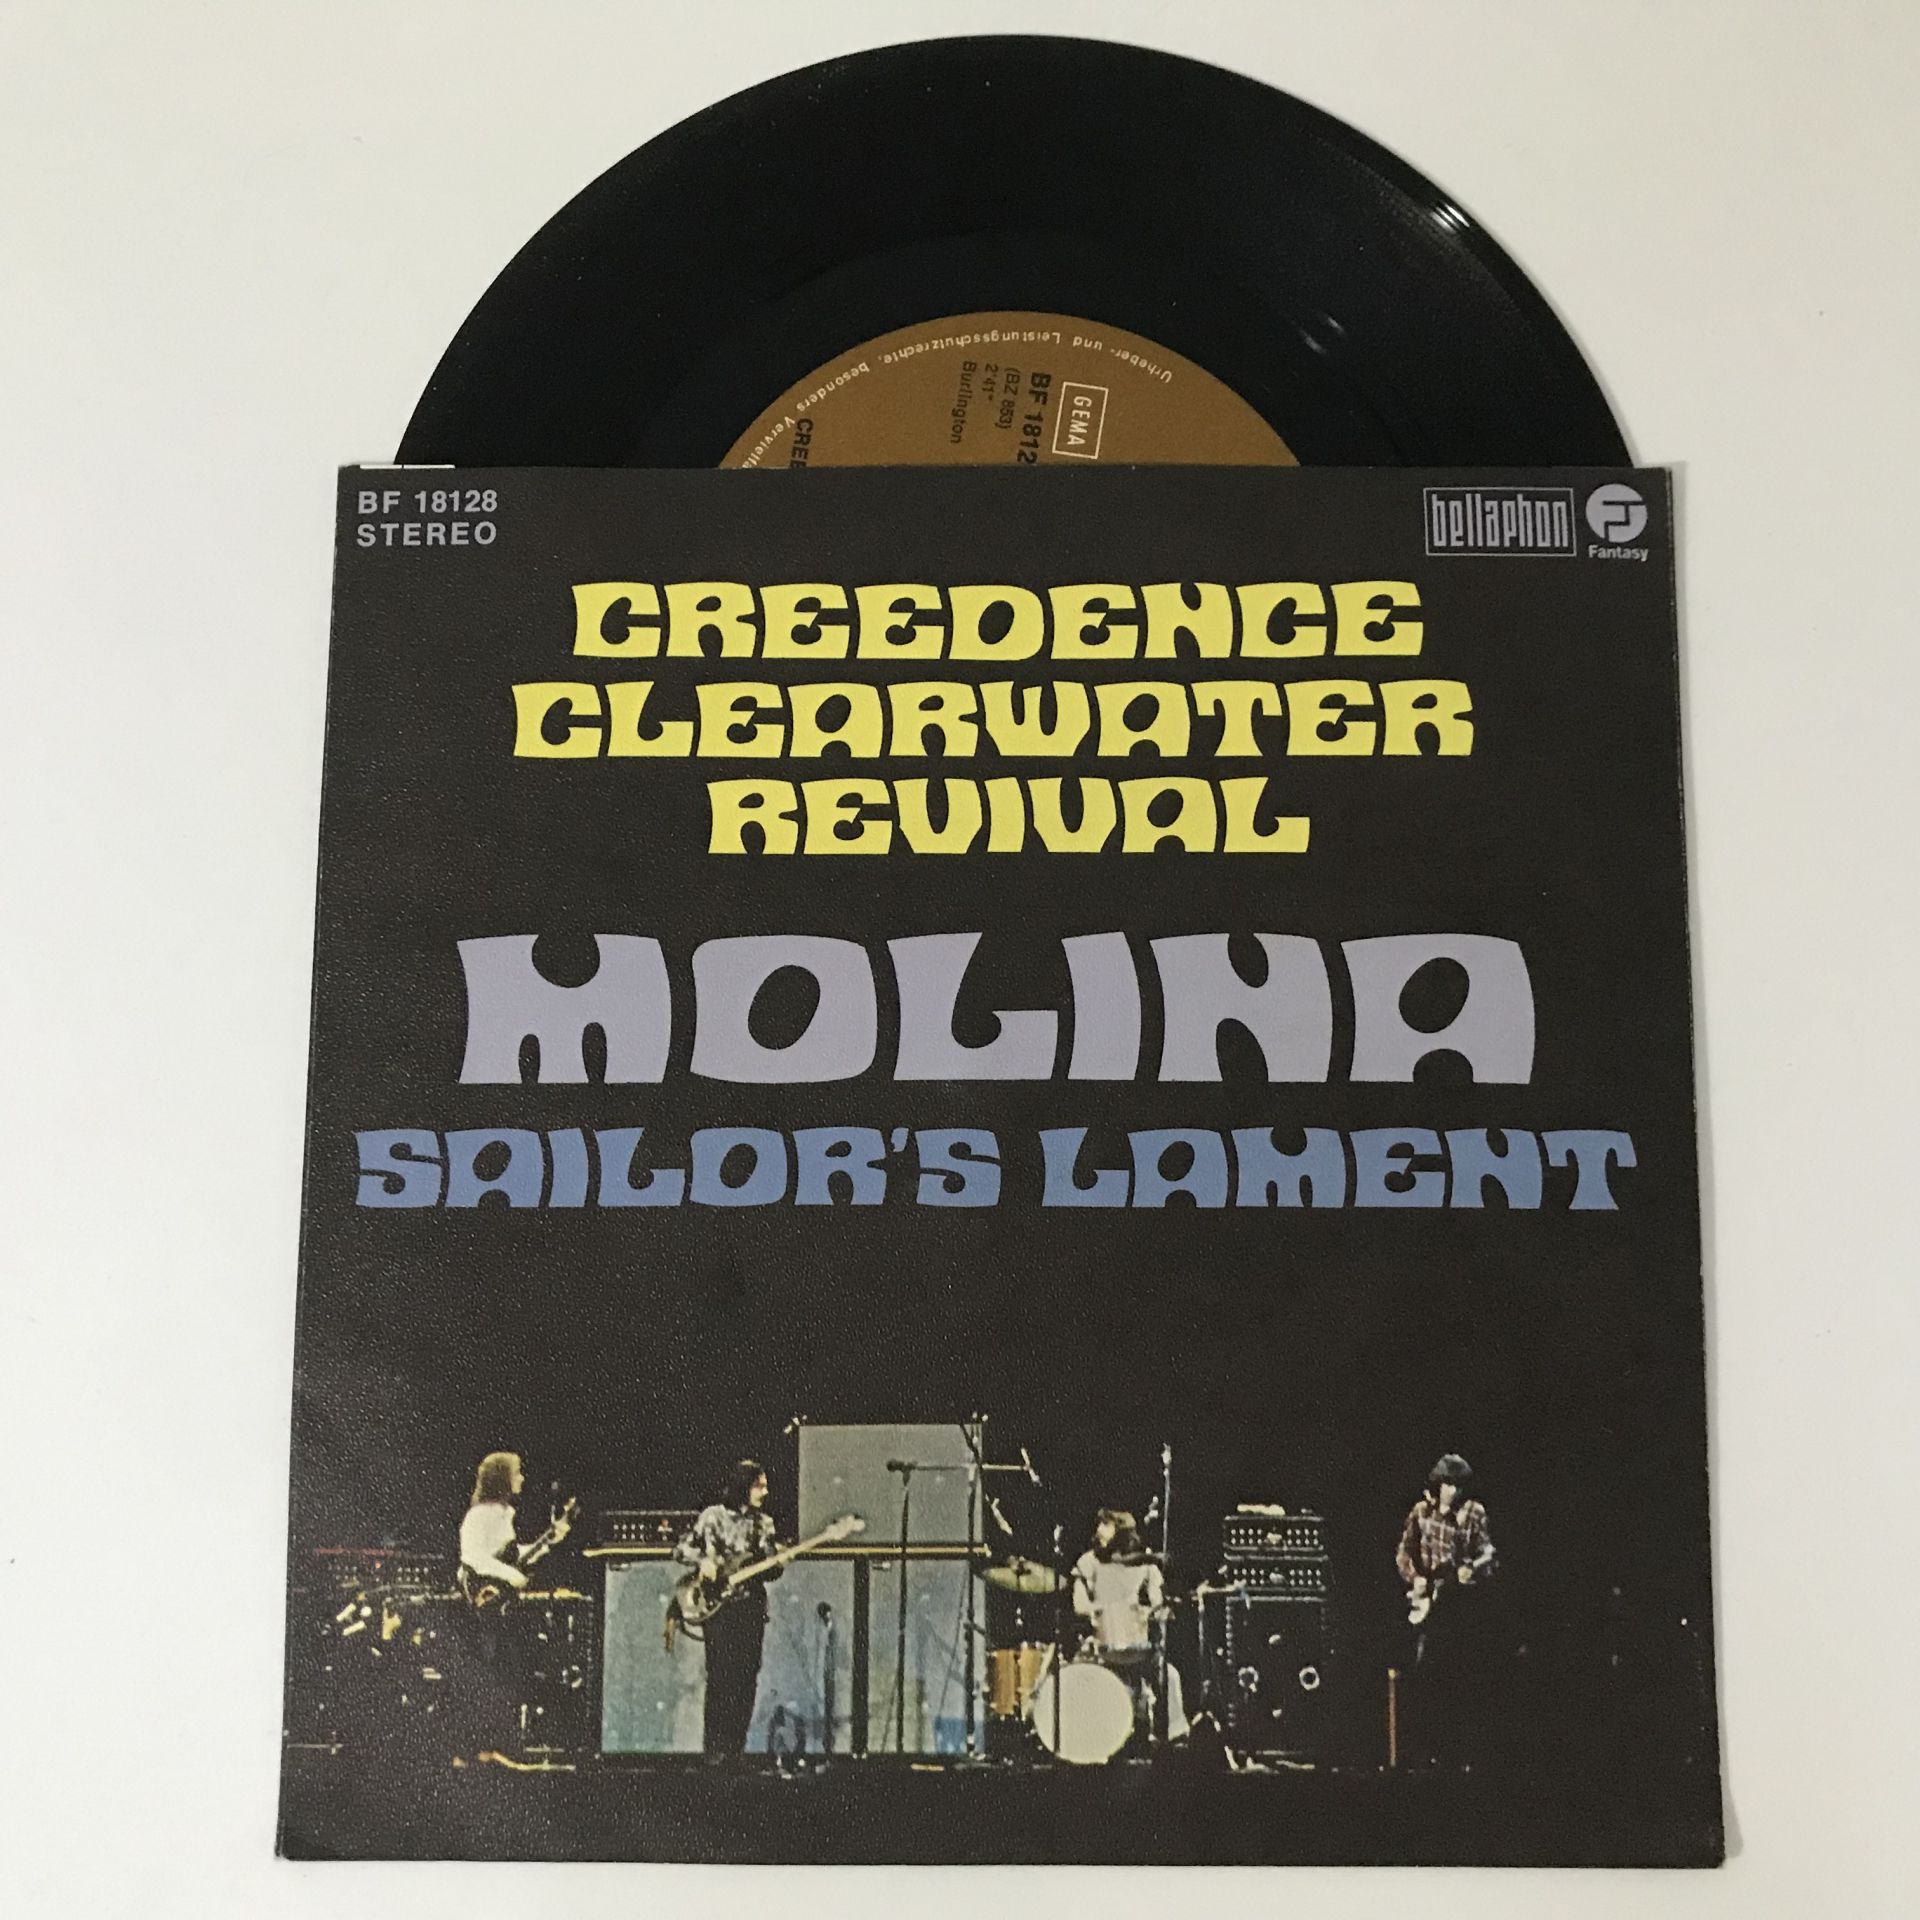 Urheber- und Leistungsschutzrechte, besonders
GEMA
BF 1812
(BZ 853)
2'41"
Burlington
CREE
BF 18128
STEREO
bellaphon
Fantasy
CREEDENCE
CLEARWATER
REVIVAL
MOLINA
SAILOR'S LAMENT